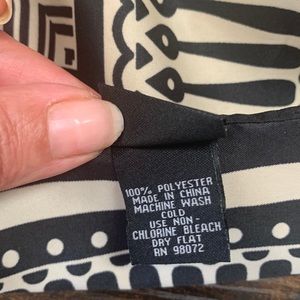 100% POLYESTER
MADE IN CHINA
MACHINE WASH
COLD
USE NON-
CHLORINE BLEACH
DRY FLAT
RN 98072